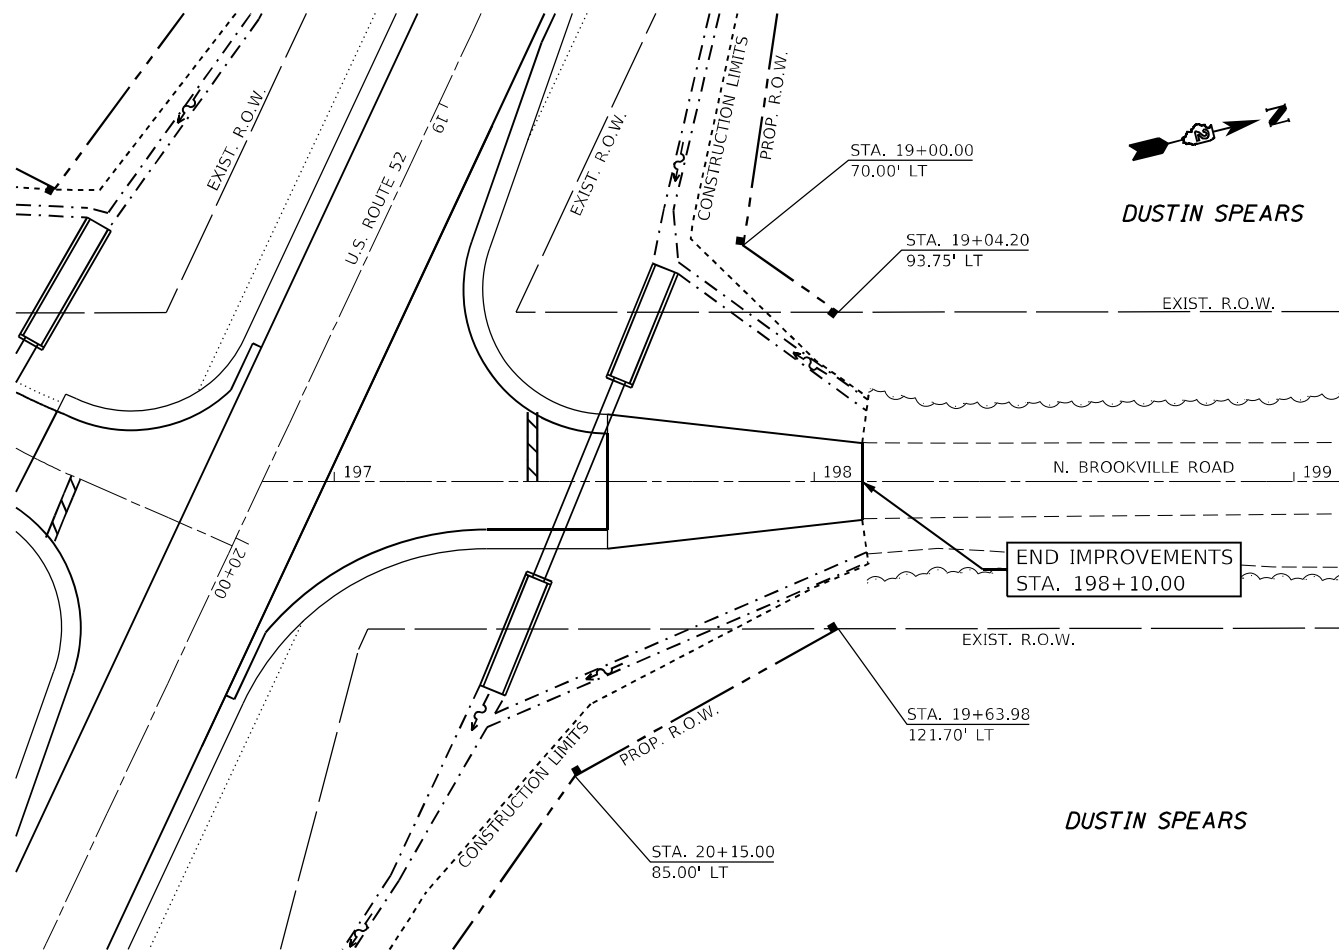 EXIST. R.O.W.
U.S. ROUTE 52
19
EXIST. R.O.W.
CONSTRUCTION LIMITS
PROP. R.O.W.
STA. 19+00.00
70.00' LT
STA. 19+04.20
93.75' LT
N
2
DUSTIN SPEARS
EXIST. R.O.W.
197
198
N. BROOKVILLE ROAD
199
20+00
END IMPROVEMENTS
STA. 198+10.00
EXIST. R.O.W.
STA. 19+63.98
121.70' LT
PROP. R.O.W.
CONSTRUCTION LIMITS
STA. 20+15.00
85.00' LT
DUSTIN SPEARS